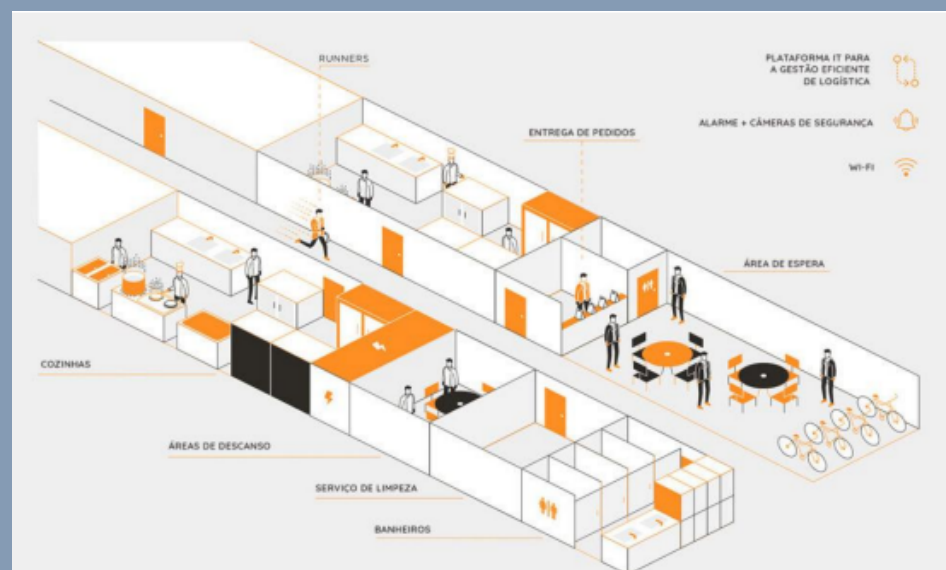 RUNNERS
PLATAFORMA IT PARA
A GESTÃO EFICIENTE
DE LOGÍSTICA
ENTREGA DE PEDIDOS
ALARME + CÂMERAS DE SEGURANÇA
WI-FI
ÁREA DE ESPERA
COZINHAS
ÁREAS DE DESCANSO
SERVIÇO DE LIMPEZA
BANHEIROS